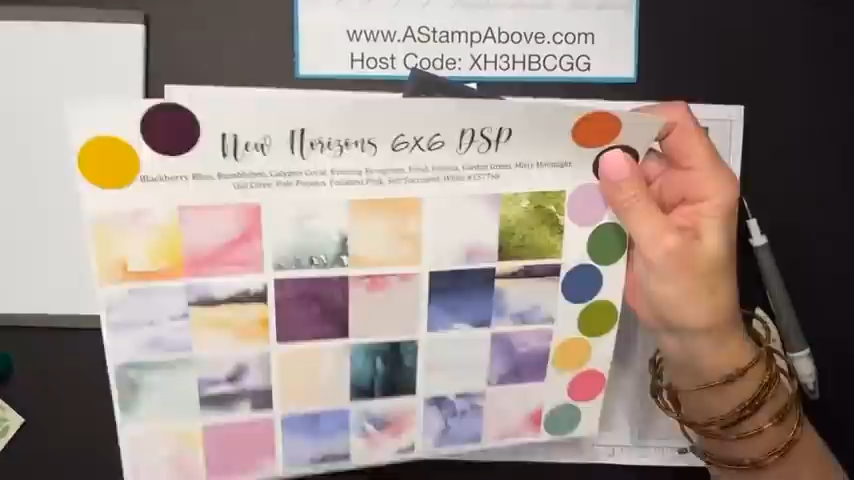 www.AStampAbove.com
Host Code: XH3HBCGG
New Horizons 6x6 DSP
Blackberry Bliss, Bumblebee, Calypso Coral, Evening Evergreen, Fresh Freesia, Garden Green, Misty Moonlight,
Old Olive, Pale Papaya, Polished Pink, Soft Succulent, White #157768